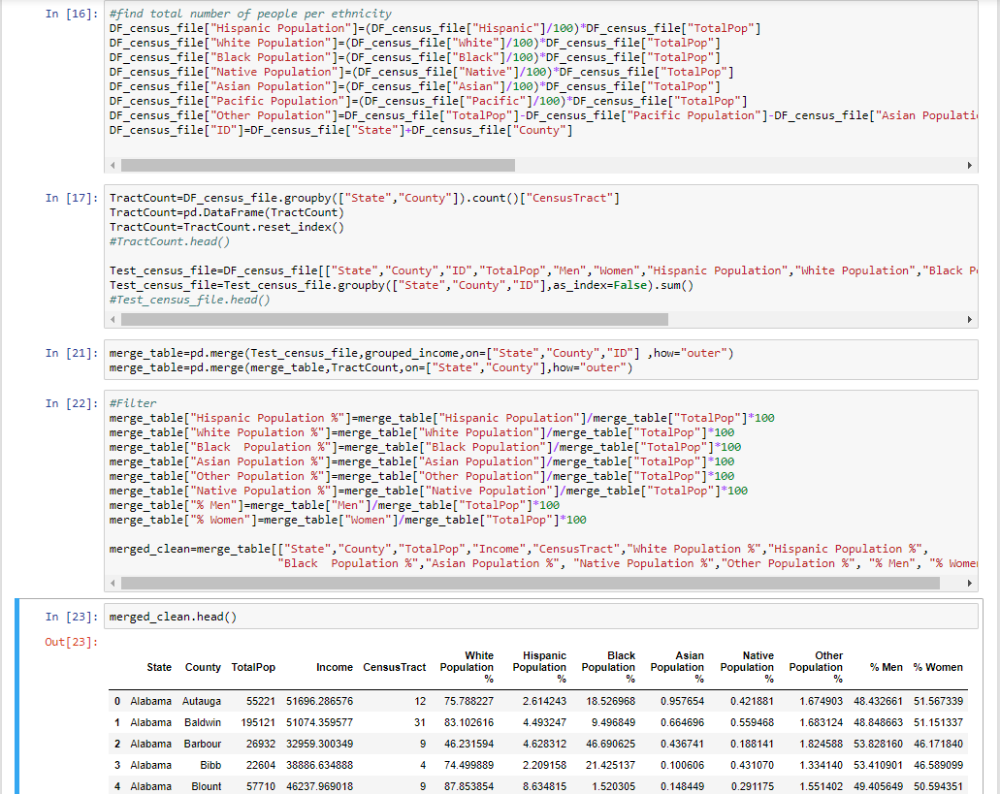 In [16]: #find total number of people per ethnicity
DF_census_file["Hispanic Population"]=(DF_census_file["Hispanic"]/100)*DF_census_file["TotalPop"]
DF_census_file["White Population"]=(DF_census_file["White"]/100)*DF_census_file["TotalPop"]
DF_census_file["Black Population"]=(DF_census_file["Black"]/100)*DF_census_file["TotalPop"]
DF_census_file["Native Population"]=(DF_census_file["Native"]/100)*DF_census_file["TotalPop"]
DF_census_file["Asian Population"]=(DF_census_file["Asian"]/100)*DF_census_file["TotalPop"]
DF_census_file["Pacific Population"]=(DF_census_file["Pacific"]/100)*DF_census_file["TotalPop"]
DF_census_file["Other Population"]=DF_census_file["TotalPop"]-DF_census_file["Pacific Population"]-DF_census_file["Asian Populati
DF_census_file["ID"]=DF_census_file["State"]+DF_census_file["County"]
In [17]: TractCount=DF_census_file.groupby(["State","County"]).count()["CensusTract"]
TractCount=pd.DataFrame(TractCount)
TractCount=TractCount.reset_index()
#TractCount.head()
Test_census_file=DF_census_file[["State","County","ID","TotalPop","Men","Women","Hispanic Population","White Population","Black P
Test_census_file=Test_census_file.groupby(["State","County","ID"],as_index=False).sum()
#Test_census_file.head()
In [21]: merge_table=pd.merge(Test_census_file,grouped_income,on=["State","County","ID"] ,how="outer")
merge_table=pd.merge(merge_table,TractCount,on=["State","County"],how="outer")
In [22]: #Filter
merge_table["Hispanic Population %"]=merge_table["Hispanic Population"]/merge_table["TotalPop"]*100
merge_table["White Population %"]=merge_table["White Population"]/merge_table["TotalPop"]*100
merge_table["Black  Population %"]=merge_table["Black Population"]/merge_table["TotalPop"]*100
merge_table["Asian Population %"]=merge_table["Asian Population"]/merge_table["TotalPop"]*100
merge_table["Other Population %"]=merge_table["Other Population"]/merge_table["TotalPop"]*100
merge_table["Native Population %"]=merge_table["Native Population"]/merge_table["TotalPop"]*100
merge_table["% Men"]=merge_table["Men"]/merge_table["TotalPop"]*100
merge_table["% Women"]=merge_table["Women"]/merge_table["TotalPop"]*100
merged_clean=merge_table[["State","County","TotalPop","Income","CensusTract","White Population %","Hispanic Population %",
"Black  Population %","Asian Population %", "Native Population %","Other Population %", "% Men", "% Women
In [23]: merged_clean.head()
Out[23]:
State County TotalPop Income CensusTract White Population % Hispanic Population % Black Population % Asian Population % Native Population % Other Population % % Men % Women
0 Alabama Autauga 55221 51696.286576 12 75.788227 2.614243 18.526968 0.957654 0.421881 1.674903 48.432661 51.567339
1 Alabama Baldwin 195121 51074.359577 31 83.102616 4.493247 9.496849 0.664696 0.559468 1.683124 48.848663 51.151337
2 Alabama Barbour 26932 32959.300349 9 46.231594 4.628312 46.690625 0.436741 0.188141 1.824588 53.828160 46.171840
3 Alabama Bibb 22604 38886.634888 4 74.499889 2.209158 21.425137 0.100606 0.431070 1.334140 53.410901 46.589099
4 Alabama Blount 57710 46237.969018 9 87.853854 8.634815 1.520305 0.148449 0.291175 1.551402 49.405649 50.594351